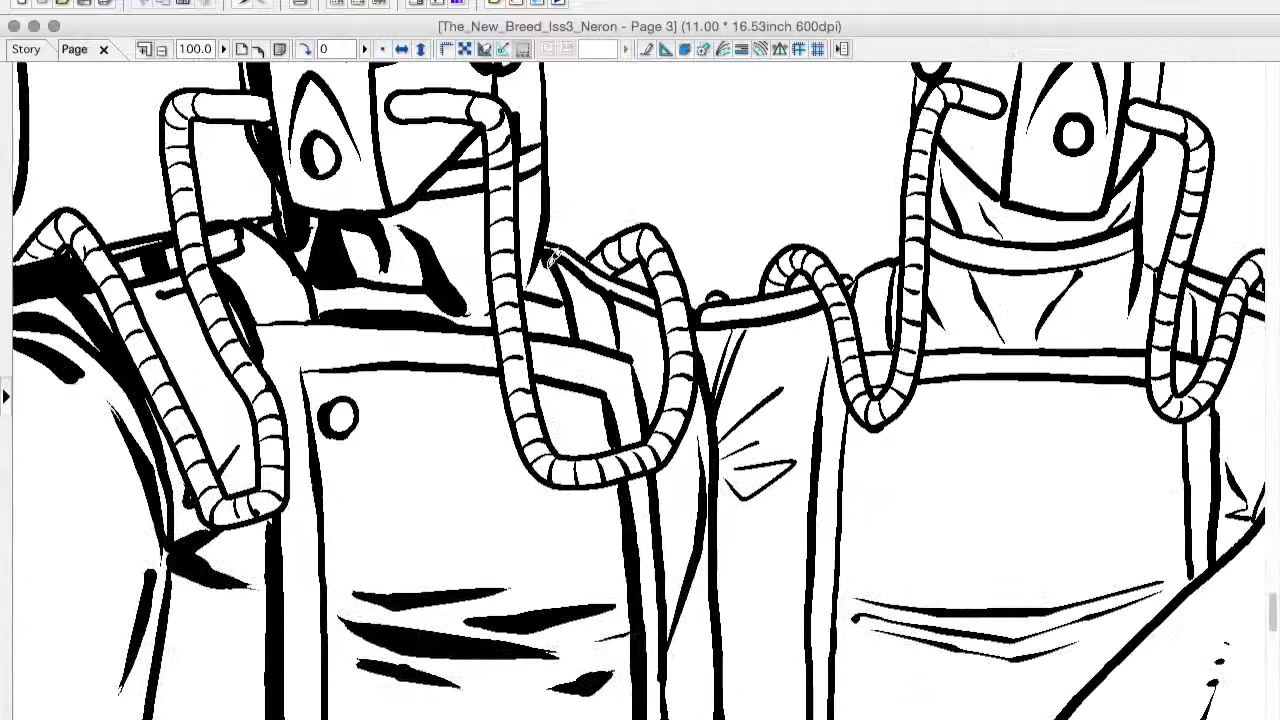 [The_New_Breed_Iss3_Neron - Page 3] (11.00 * 16.53inch 600dpi)
Story Page 100.0 0